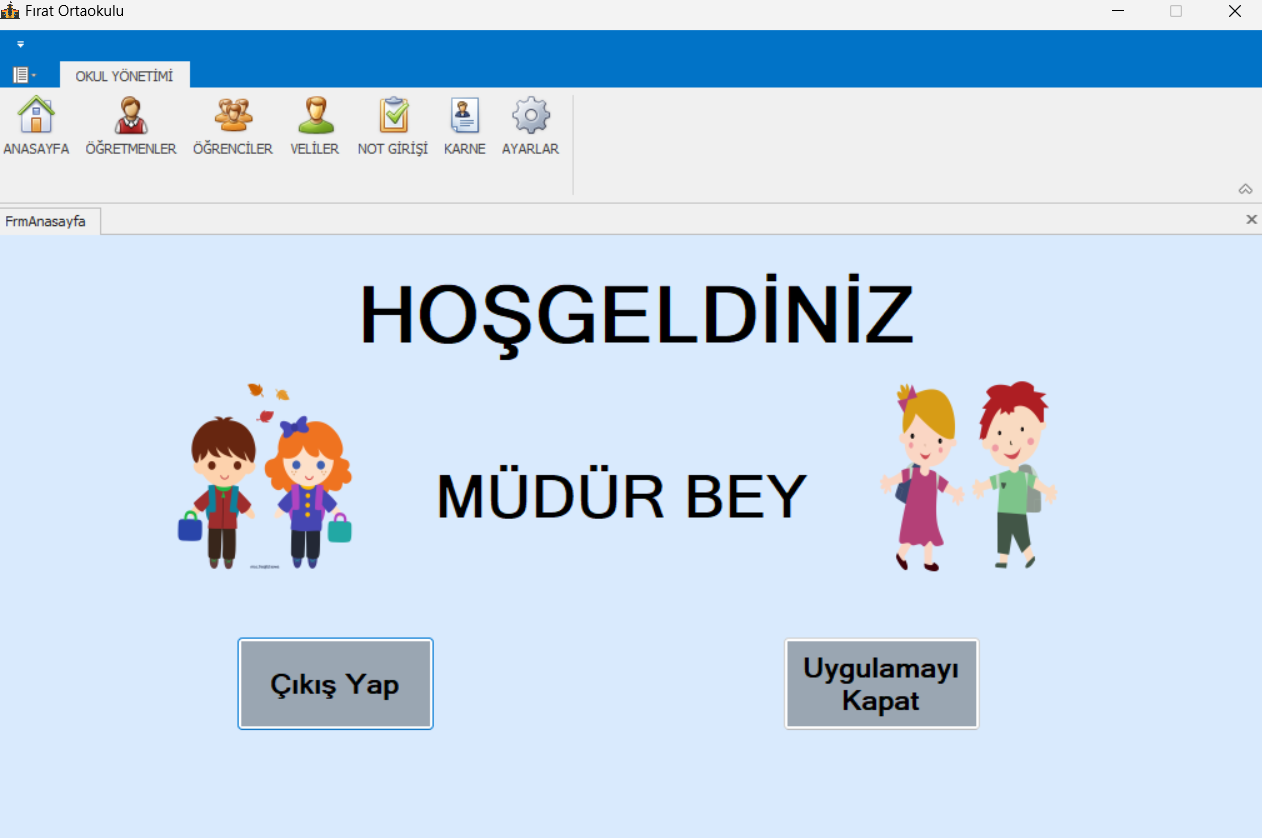 Fırat Ortaokulu
OKUL YÖNETİMİ
ANASAYFA ÖĞRETMENLER ÖĞRENCİLER VELİLER NOT GİRİŞİ KARNE AYARLAR
FrmAnasayfa
HOŞGELDİNİZ
MÜDÜR BEY
Çıkış Yap
Uygulamayı
Kapat